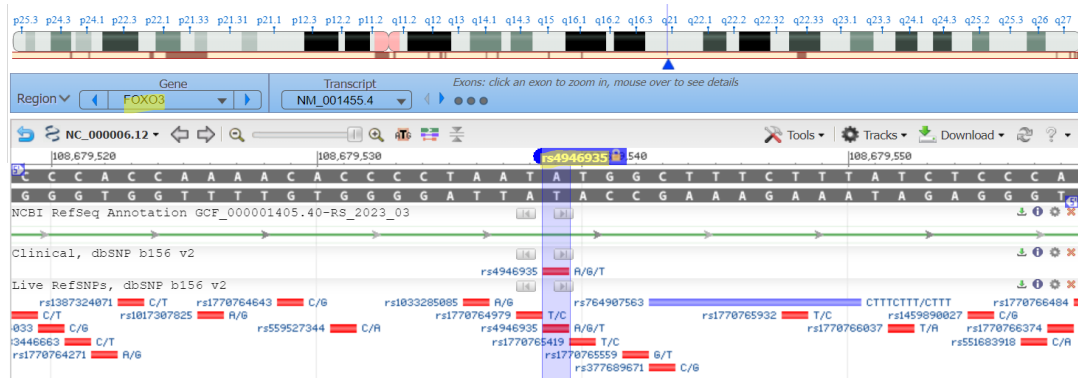 p25.3 p24.3 p24.1 p22.3 p22.1 p21.33 p21.31 p21.1 p12.3 p12.1 p11.2 q11.2 q12 q13 q14.1 q14.3 q15 q16.1 q16.2 q16.3 q21 q22.1 q22.2 q22.32 q22.33 q23.1 q23.3 q24.1 q24.3 q25.2 q25.3 q26 q27
Gene Transcript Exons: click an exon to zoom in, mouse over to see details
Region FOXO3 NM_001455.4
NC_000006.12 ATG Tools Tracks Download ?
108,679,520 108,679,530 rs4946935 540 108,679,550
5'
C C C A C C A A A A C A C C C C T A A T A T G G C T T T C T T T A T C T C C C A
G G G T G G T T T T G T G G G G A T T A T A C C G A A A G A A A T A G A G G G T
5'
NCBI RefSeq Annotation GCF_000001405.40-RS_2023_03
Clinical, dbSNP b156 v2
rs4946935 A/G/T
Live RefSNPs, dbSNP b156 v2
rs1387324071 C/T rs1770764643 C/G rs1033285085 A/G rs764907563 CTTTCTTT/CTTT rs1770766484
C/T rs1017307825 A/G rs1770764979 T/C rs1770765932 T/C rs1459890027 C/G
6033 C/G rs559527344 C/A rs4946935 A/G/T rs1770766037 T/A rs1770766374
33446663 C/T rs1770765419 T/C rs551683918 C/A
rs1770764271 A/G rs1770765559 G/T
rs377689671 C/G